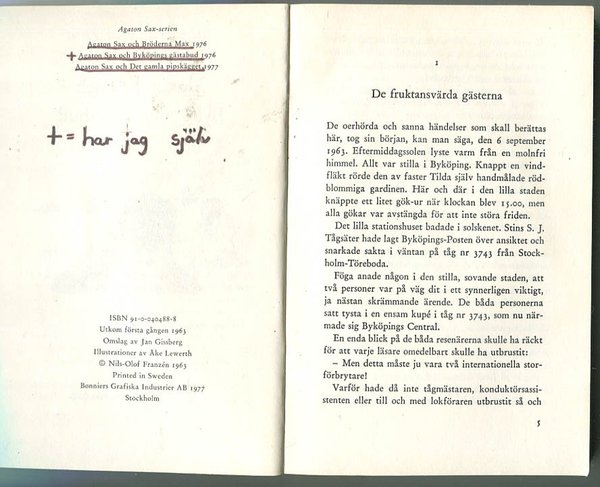 Agaton Sax-serien
Agaton Sax och Bröderna Max 1976
+ Agaton Sax och Byköpings gästabud 1976
Agaton Sax och Det gamla pipskägget 1977
+ = har jag själv
ISBN 91-0-040488-8
Utkom första gången 1963
Omslag av Jan Gissberg
Illustrationer av Åke Lewerth
© Nils-Olof Franzén 1963
Printed in Sweden
Bonniers Grafiska Industrier AB 1977
Stockholm
1
De fruktansvärda gästerna
De oerhörda och sanna händelser som skall berättas
här, tog sin början, kan man säga, den 6 september
1963. Eftermiddagssolen lyste varm från en molnfri
himmel. Allt var stilla i Byköping. Knappt en vind-
fläkt rörde den av faster Tilda själv handmålade röd-
blommiga gardinen. Här och där i den lilla staden
knäppte ett litet gök-ur när klockan blev 15.00, men
alla gökar var avstängda för att inte störa friden.
Det lilla stationshuset badade i solskenet. Stins S. J.
Tågsäter hade lagt Byköpings-Posten över ansiktet och
snarkade sakta i väntan på tåg nr 3743 från Stock-
holm-Töreboda.
Föga anade någon i den stilla, sovande staden, att
två personer var på väg dit i ett synnerligen viktigt,
ja nästan skrämmande ärende. De båda personerna
satt tysta i en ensam kupé i tåg nr 3743, som nu när-
made sig Byköpings Central.
En enda blick på de båda resenärerna skulle ha räckt
för att varje läsare omedelbart skulle ha utbrustit:
– Men detta måste ju vara två internationella stor-
förbrytare!
Varför hade då inte tågmästaren, konduktörsassi-
stenten eller till och med lokföraren utbrustit så och
5